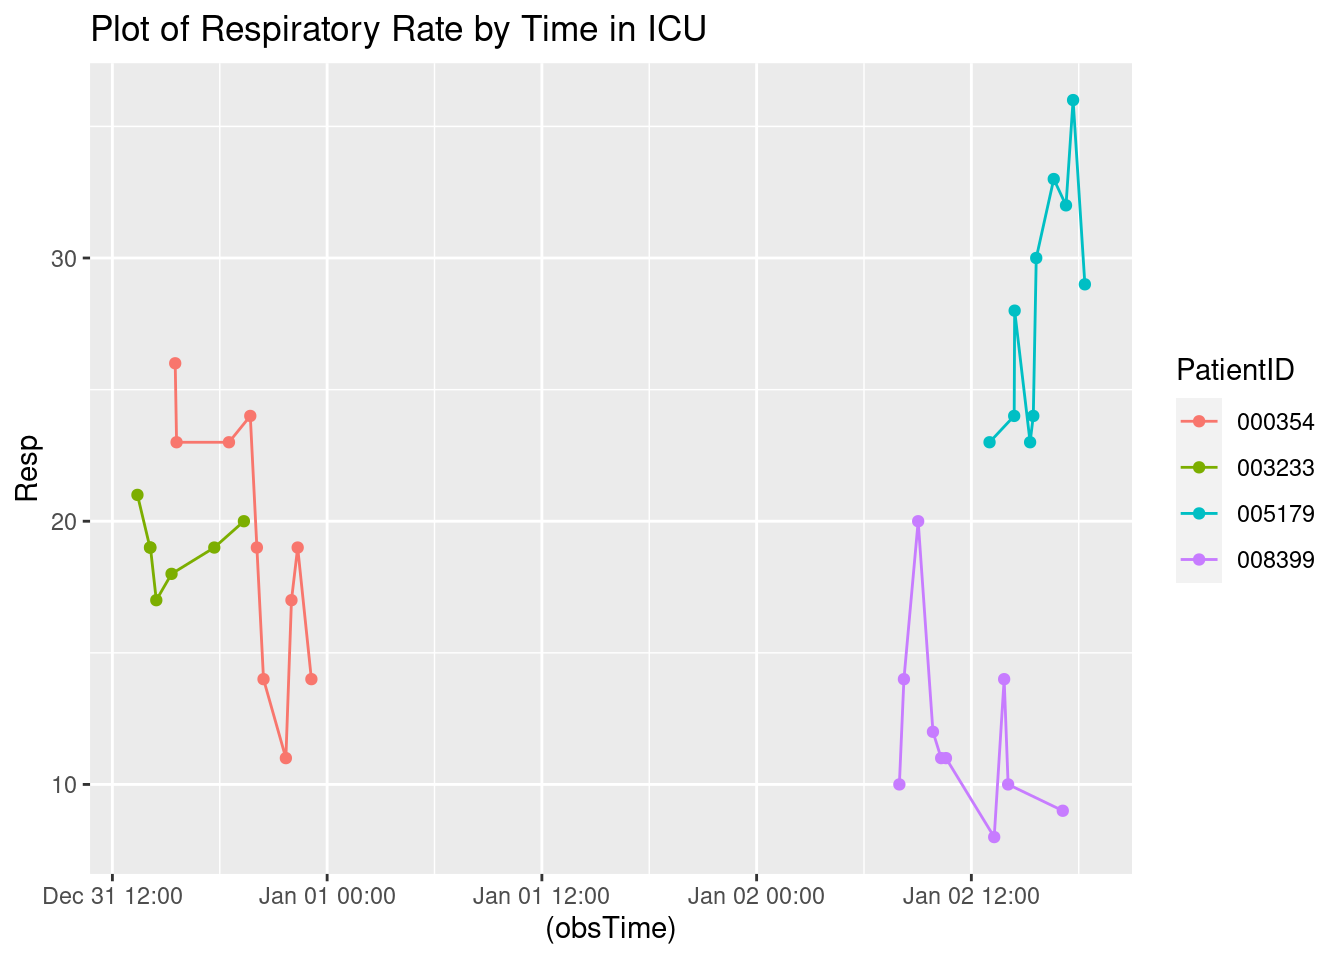 Plot of Respiratory Rate by Time in ICU
Resp
30
20
10
Dec 31 12:00
Jan 01 00:00
Jan 01 12:00
Jan 02 00:00
Jan 02 12:00
(obsTime)
PatientID
000354
003233
005179
008399